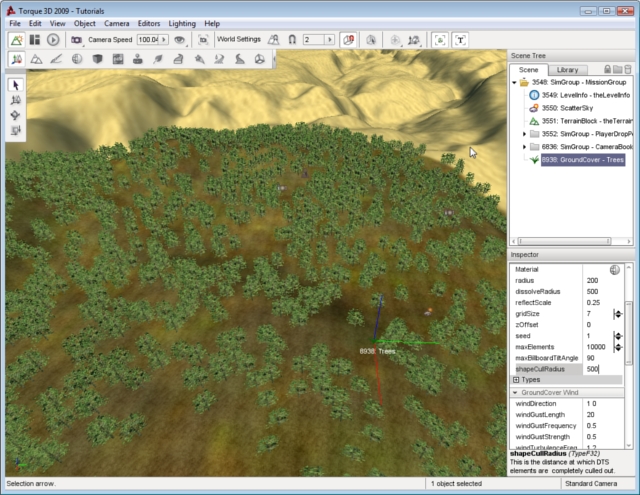 Torque 3D 2009 - Tutorials
File Edit View Object Camera Editors Lighting Help
Camera Speed 100.04 World Settings 2
Scene Tree
Scene Library
3548: SimGroup - MissionGroup
3549: LevelInfo - theLevelInfo
3550: ScatterSky
3551: TerrainBlock - theTerrain
3552: SimGroup - PlayerDropP
6836: SimGroup - CameraBook
8938: GroundCover - Trees
8938: Trees
Inspector
Material
radius 200
dissolveRadius 500
reflectScale 0.25
gridSize 7
zOffset 0
seed 1
maxElements 10000
maxBillboardTiltAngle 90
shapeCullRadius 500
Types
GroundCover Wind
windDirection 1 0
windGustLength 20
windGustFrequency 0.5
windGustStrength 0.5
windTurbulenceFreq 1.2
shapeCullRadius (TypeF32)
This is the distance at which DTS
elements are completely culled out.
Selection arrow. 1 object selected Standard Camera